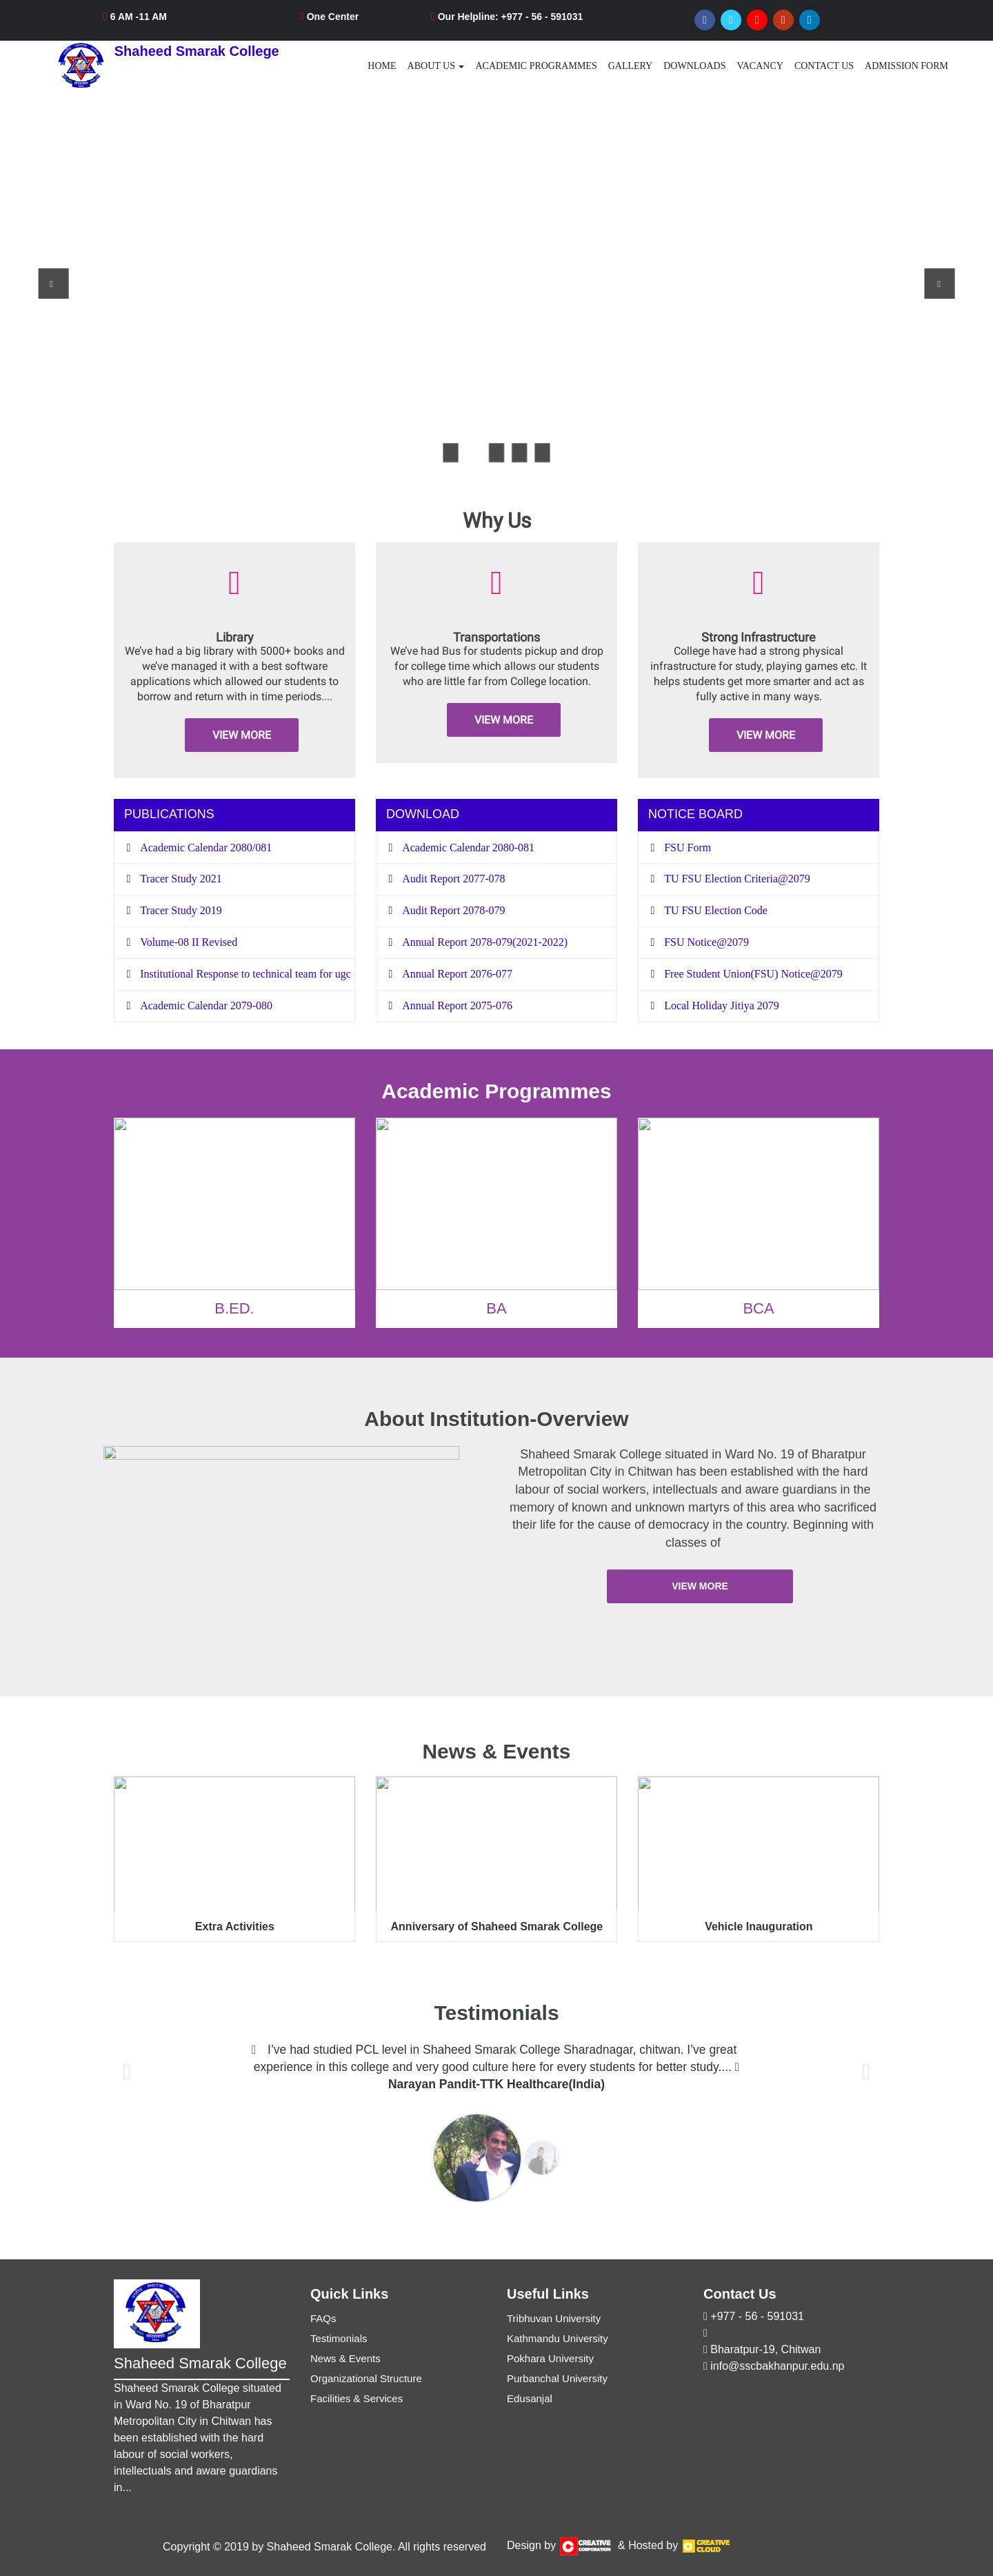 6 AM -11 AM
One Center
Our Helpline: +977 - 56 - 591031
Shaheed Smarak College
HOME ABOUT US ACADEMIC PROGRAMMES GALLERY DOWNLOADS VACANCY CONTACT US ADMISSION FORM
Why Us
Library
We've had a big library with 5000+ books and
we've managed it with a best software
applications which allowed our students to
borrow and return with in time periods....
VIEW MORE
Transportations
We've had Bus for students pickup and drop
for college time which allows our students
who are little far from College location.
VIEW MORE
Strong Infrastructure
College have had a strong physical
infrastructure for study, playing games etc. It
helps students get more smarter and act as
fully active in many ways.
VIEW MORE
PUBLICATIONS
Academic Calendar 2080/081
Tracer Study 2021
Tracer Study 2019
Volume-08 II Revised
Institutional Response to technical team for ugc
Academic Calendar 2079-080
DOWNLOAD
Academic Calendar 2080-081
Audit Report 2077-078
Audit Report 2078-079
Annual Report 2078-079(2021-2022)
Annual Report 2076-077
Annual Report 2075-076
NOTICE BOARD
FSU Form
TU FSU Election Criteria@2079
TU FSU Election Code
FSU Notice@2079
Free Student Union(FSU) Notice@2079
Local Holiday Jitiya 2079
Academic Programmes
B.ED.
BA
BCA
About Institution-Overview
Shaheed Smarak College situated in Ward No. 19 of Bharatpur
Metropolitan City in Chitwan has been established with the hard
labour of social workers, intellectuals and aware guardians in the
memory of known and unknown martyrs of this area who sacrificed
their life for the cause of democracy in the country. Beginning with
classes of
VIEW MORE
News & Events
Extra Activities
Anniversary of Shaheed Smarak College
Vehicle Inauguration
Testimonials
I've had studied PCL level in Shaheed Smarak College Sharadnagar, chitwan. I've great
experience in this college and very good culture here for every students for better study....
Narayan Pandit-TTK Healthcare(India)
Shaheed Smarak College
Shaheed Smarak College situated
in Ward No. 19 of Bharatpur
Metropolitan City in Chitwan has
been established with the hard
labour of social workers,
intellectuals and aware guardians
in...
Quick Links
FAQs
Testimonials
News & Events
Organizational Structure
Facilities & Services
Useful Links
Tribhuvan University
Kathmandu University
Pokhara University
Purbanchal University
Edusanjal
Contact Us
+977 - 56 - 591031
Bharatpur-19, Chitwan
info@sscbakhanpur.edu.np
Copyright © 2019 by Shaheed Smarak College. All rights reserved
Design by CREATIVE CORPORATION & Hosted by CREATIVE CLOUD